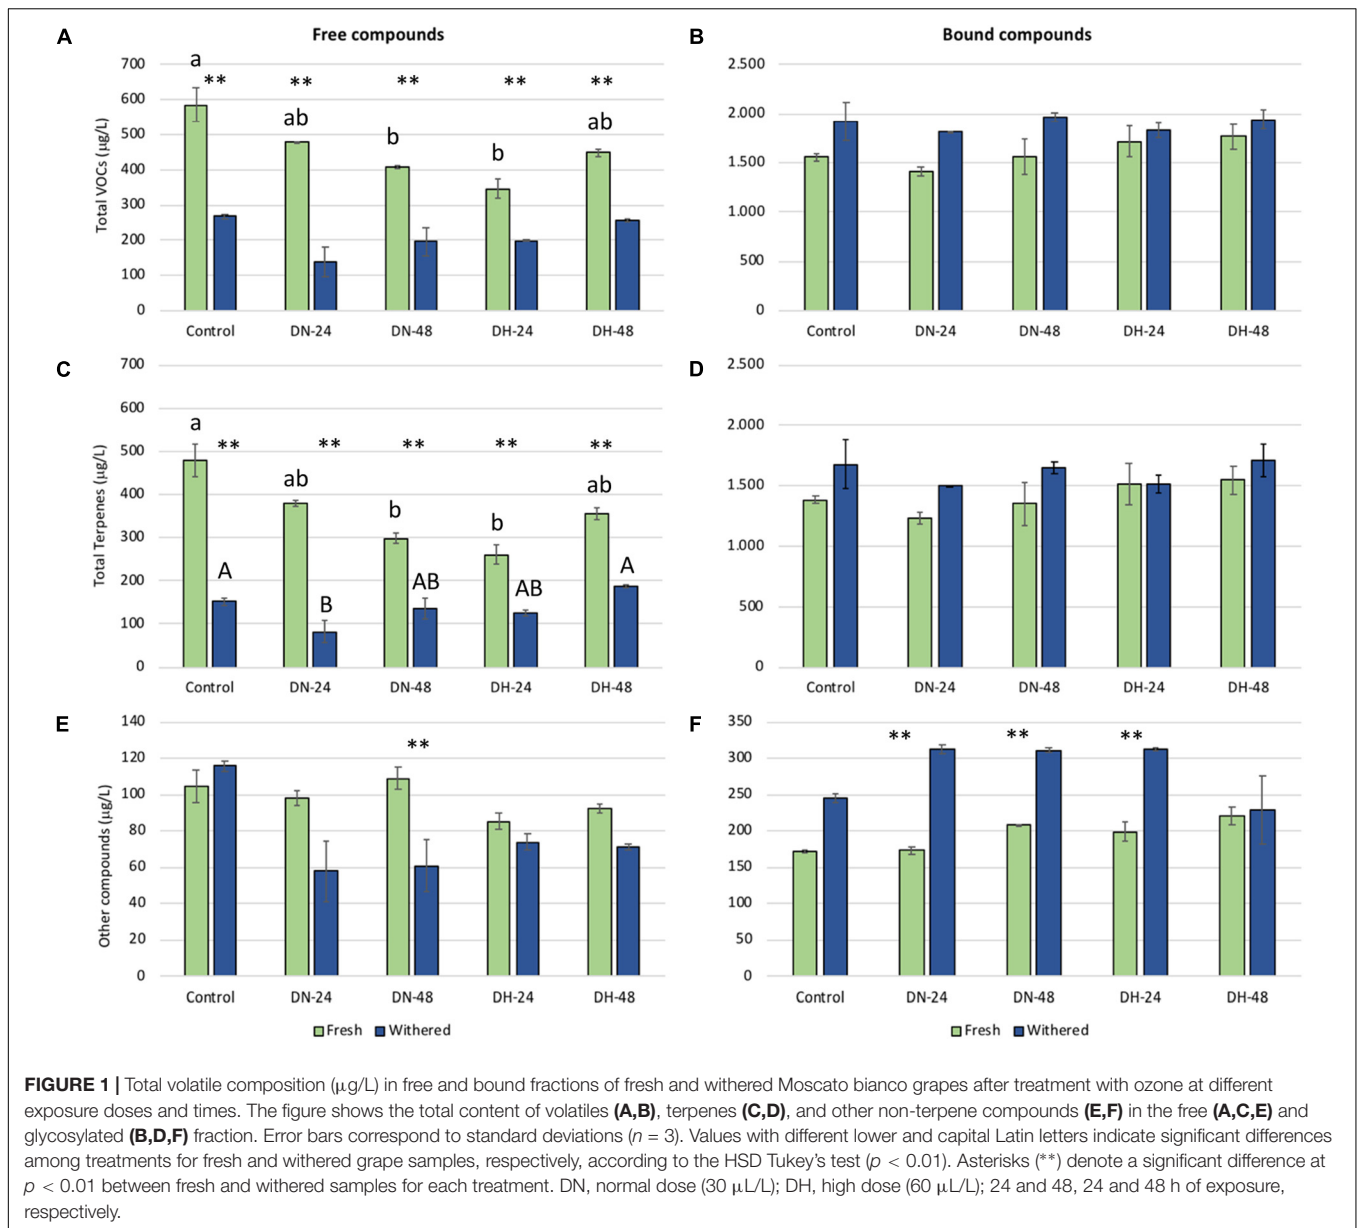 Free compounds
Bound compounds
A
Total VOCs (µg/L)
700
600
500
400
300
200
100
0
a
**
**
**
**
**
ab
b
b
ab
Control DN-24 DN-48 DH-24 DH-48
B
2.500
2.000
1.500
1.000
500
0
Control DN-24 DN-48 DH-24 DH-48
C
Total Terpenes (µg/L)
700
600
500
400
300
200
100
0
a
**
**
**
**
**
ab
b
b
ab
A
B
AB
AB
A
Control DN-24 DN-48 DH-24 DH-48
D
2.500
2.000
1.500
1.000
500
0
Control DN-24 DN-48 DH-24 DH-48
E
Other compounds (µg/L)
140
120
100
80
60
40
20
0
**
Control DN-24 DN-48 DH-24 DH-48
Fresh Withered
F
350
300
250
200
150
100
50
0
**
**
**
Control DN-24 DN-48 DH-24 DH-48
Fresh Withered
FIGURE 1 | Total volatile composition (µg/L) in free and bound fractions of fresh and withered Moscato bianco grapes after treatment with ozone at different
exposure doses and times. The figure shows the total content of volatiles (A,B), terpenes (C,D), and other non-terpene compounds (E,F) in the free (A,C,E) and
glycosylated (B,D,F) fraction. Error bars correspond to standard deviations (n = 3). Values with different lower and capital Latin letters indicate significant differences
among treatments for fresh and withered grape samples, respectively, according to the HSD Tukey's test (p < 0.01). Asterisks (**) denote a significant difference at
p < 0.01 between fresh and withered samples for each treatment. DN, normal dose (30 µL/L); DH, high dose (60 µL/L); 24 and 48, 24 and 48 h of exposure,
respectively.